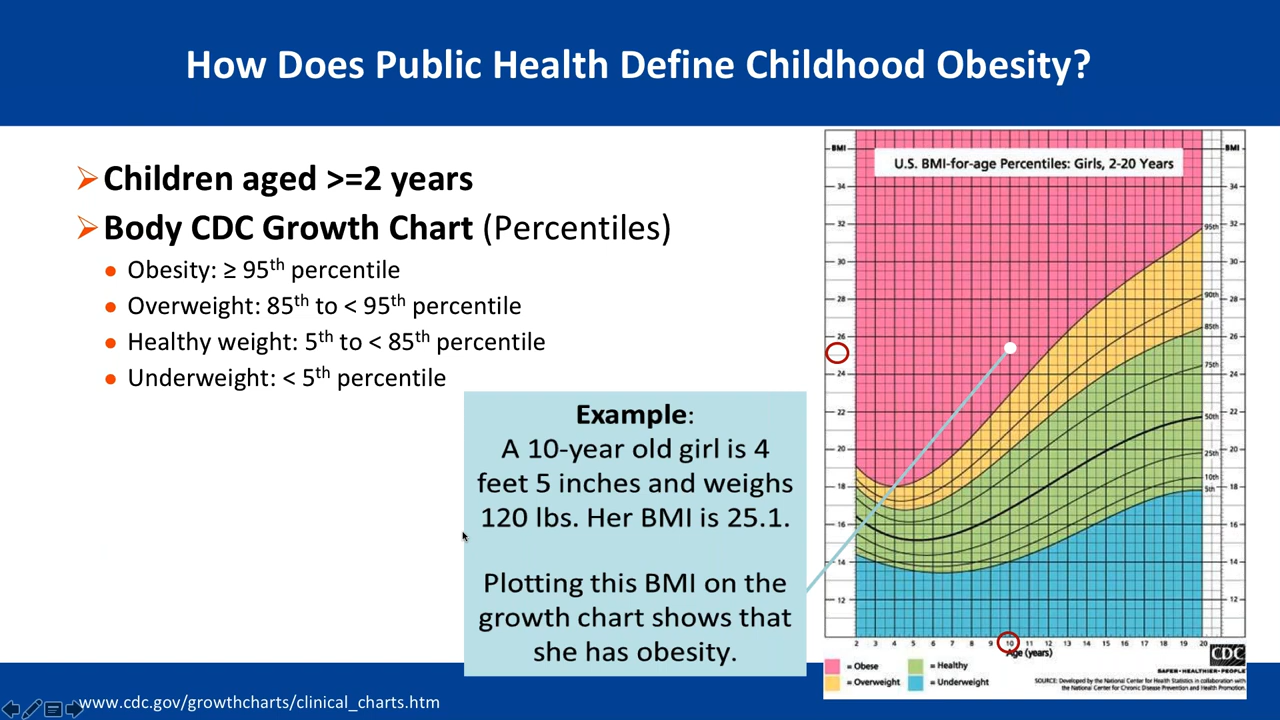 How Does Public Health Define Childhood Obesity?
➢Children aged >=2 years
➢Body CDC Growth Chart (Percentiles)
• Obesity: ≥ 95th percentile
• Overweight: 85th to < 95th percentile
• Healthy weight: 5th to < 85th percentile
• Underweight: < 5th percentile
Example:
A 10-year old girl is 4
feet 5 inches and weighs
120 lbs. Her BMI is 25.1.
Plotting this BMI on the
growth chart shows that
she has obesity.
U.S. BMI-for-age Percentiles: Girls, 2-20 Years
BMI
BMI
34
34
32
32
30
30
28
28
26
26
24
24
22
22
20
20
18
18
16
16
14
14
12
12
95th
90th
85th
75th
50th
25th
10th
5th
2 3 4 5 6 7 8 9 10 11 12 13 14 15 16 17 18 19 20
Age (years)
CDC
SAFER·HEALTHIER·PEOPLE
= Obese
= Healthy
= Overweight
= Underweight
SOURCE: Developed by the National Center for Health Statistics in collaboration with
the National Center for Chronic Disease Prevention and Health Promotion.
www.cdc.gov/growthcharts/clinical_charts.htm